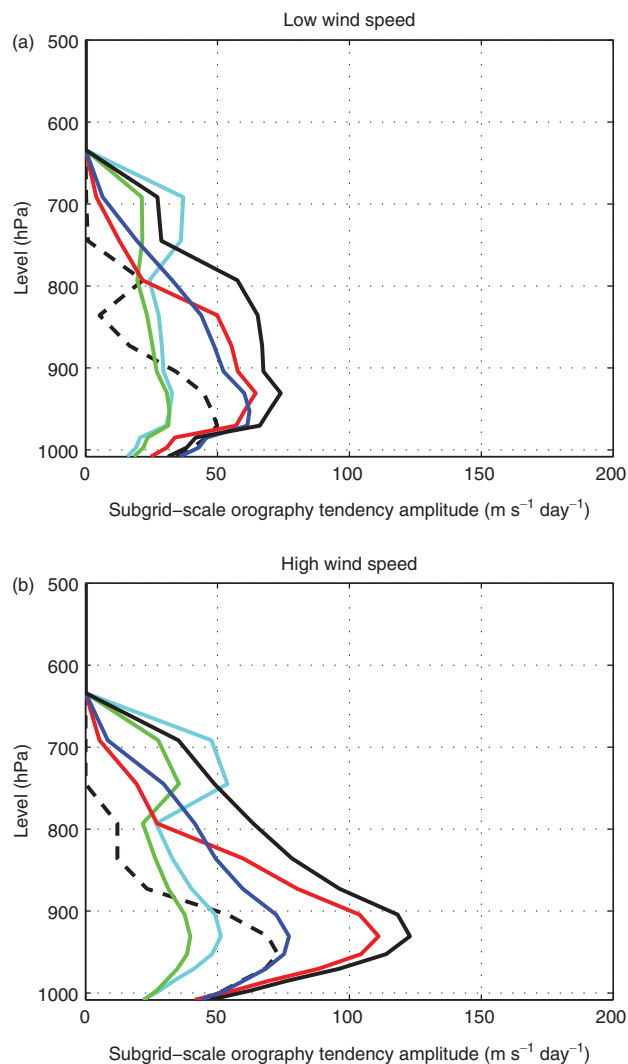 Low wind speed
(a)
500
600
700
800
900
1000
Level (hPa)
0 50 100 150 200
Subgrid−scale orography tendency amplitude (m s⁻¹ day⁻¹)
High wind speed
(b)
500
600
700
800
900
1000
Level (hPa)
0 50 100 150 200
Subgrid−scale orography tendency amplitude (m s⁻¹ day⁻¹)